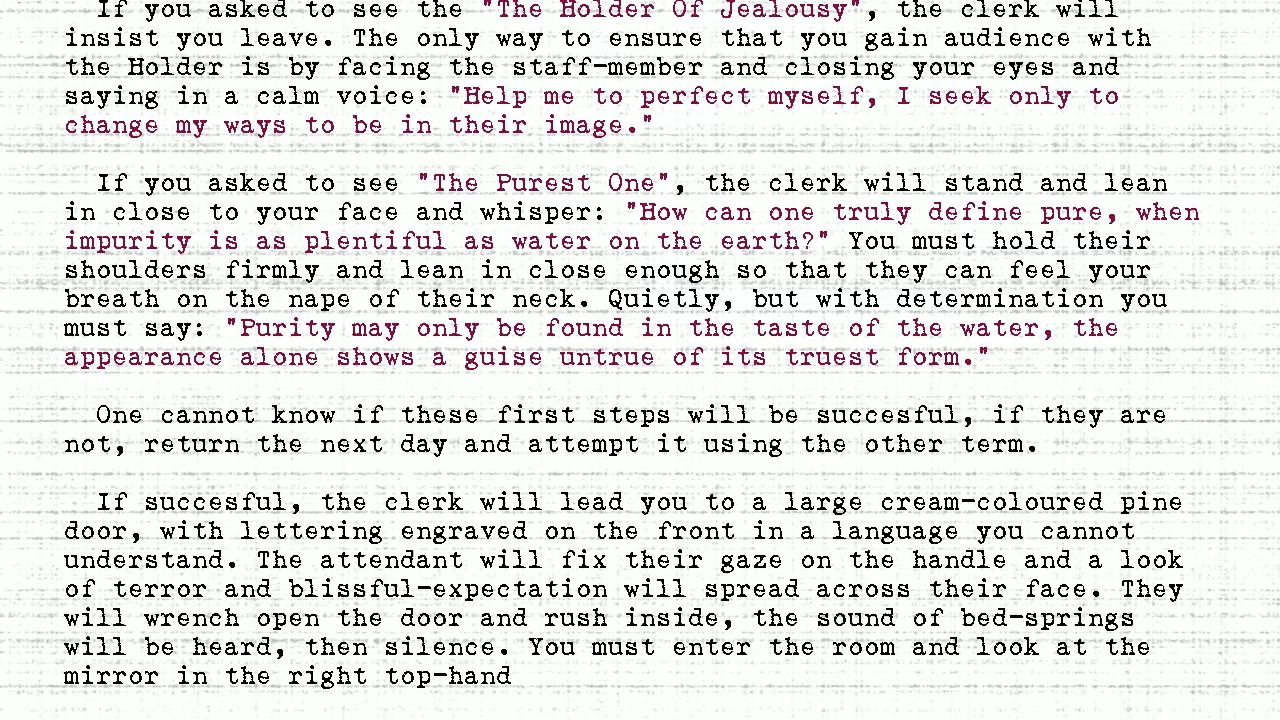 If you asked to see the "The Holder Of Jealousy", the clerk will
insist you leave. The only way to ensure that you gain audience with
the Holder is by facing the staff-member and closing your eyes and
saying in a calm voice: "Help me to perfect myself, I seek only to
change my ways to be in their image."
If you asked to see "The Purest One", the clerk will stand and lean
in close to your face and whisper: "How can one truly define pure, when
impurity is as plentiful as water on the earth?" You must hold their
shoulders firmly and lean in close enough so that they can feel your
breath on the nape of their neck. Quietly, but with determination you
must say: "Purity may only be found in the taste of the water, the
appearance alone shows a guise untrue of its truest form."
One cannot know if these first steps will be succesful, if they are
not, return the next day and attempt it using the other term.
If succesful, the clerk will lead you to a large cream-coloured pine
door, with lettering engraved on the front in a language you cannot
understand. The attendant will fix their gaze on the handle and a look
of terror and blissful-expectation will spread across their face. They
will wrench open the door and rush inside, the sound of bed-springs
will be heard, then silence. You must enter the room and look at the
mirror in the right top-hand